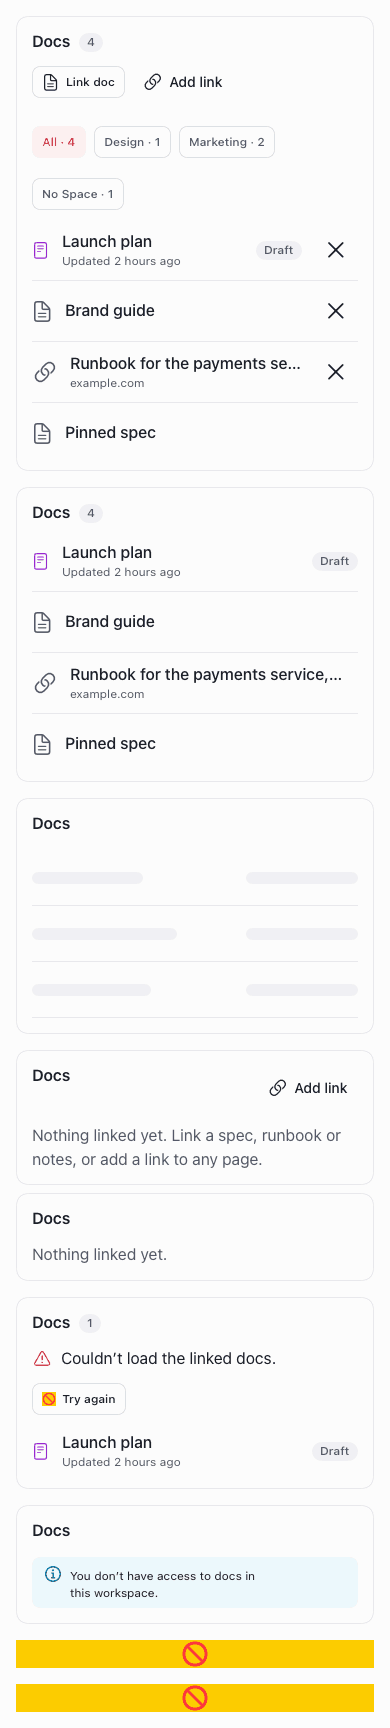 Docs 4
Link doc Add link
All · 4 Design · 1 Marketing · 2
No Space · 1
Launch plan
Updated 2 hours ago
Draft
Brand guide
Runbook for the payments se...
example.com
Pinned spec
Docs 4
Launch plan
Updated 2 hours ago
Draft
Brand guide
Runbook for the payments service,...
example.com
Pinned spec
Docs
Docs
Add link
Nothing linked yet. Link a spec, runbook or
notes, or add a link to any page.
Docs
Nothing linked yet.
Docs 1
Couldn’t load the linked docs.
Try again
Launch plan
Updated 2 hours ago
Draft
Docs
You don’t have access to docs in
this workspace.